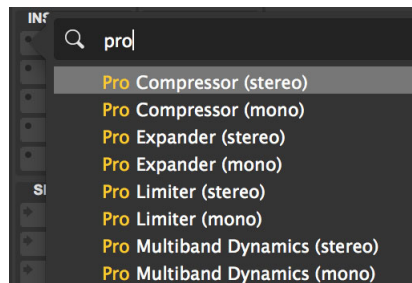 INS
pro
Pro Compressor (stereo)
Pro Compressor (mono)
Pro Expander (stereo)
Pro Expander (mono)
Pro Limiter (stereo)
Pro Limiter (mono)
SE
Pro Multiband Dynamics (stereo)
Pro Multiband Dynamics (mono)